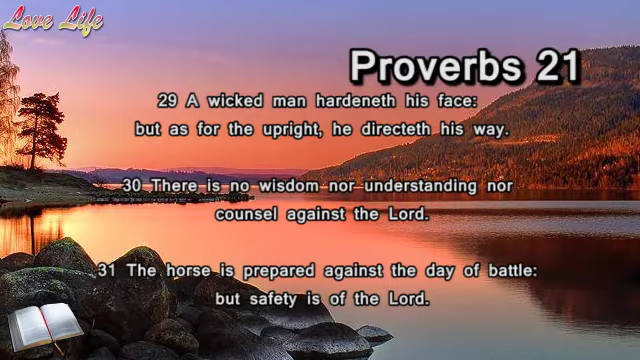 Love Life
Proverbs 21
29 A wicked man hardeneth his face:
but as for the upright, he directeth his way.
30 There is no wisdom nor understanding nor
counsel against the Lord.
31 The horse is prepared against the day of battle:
but safety is of the Lord.